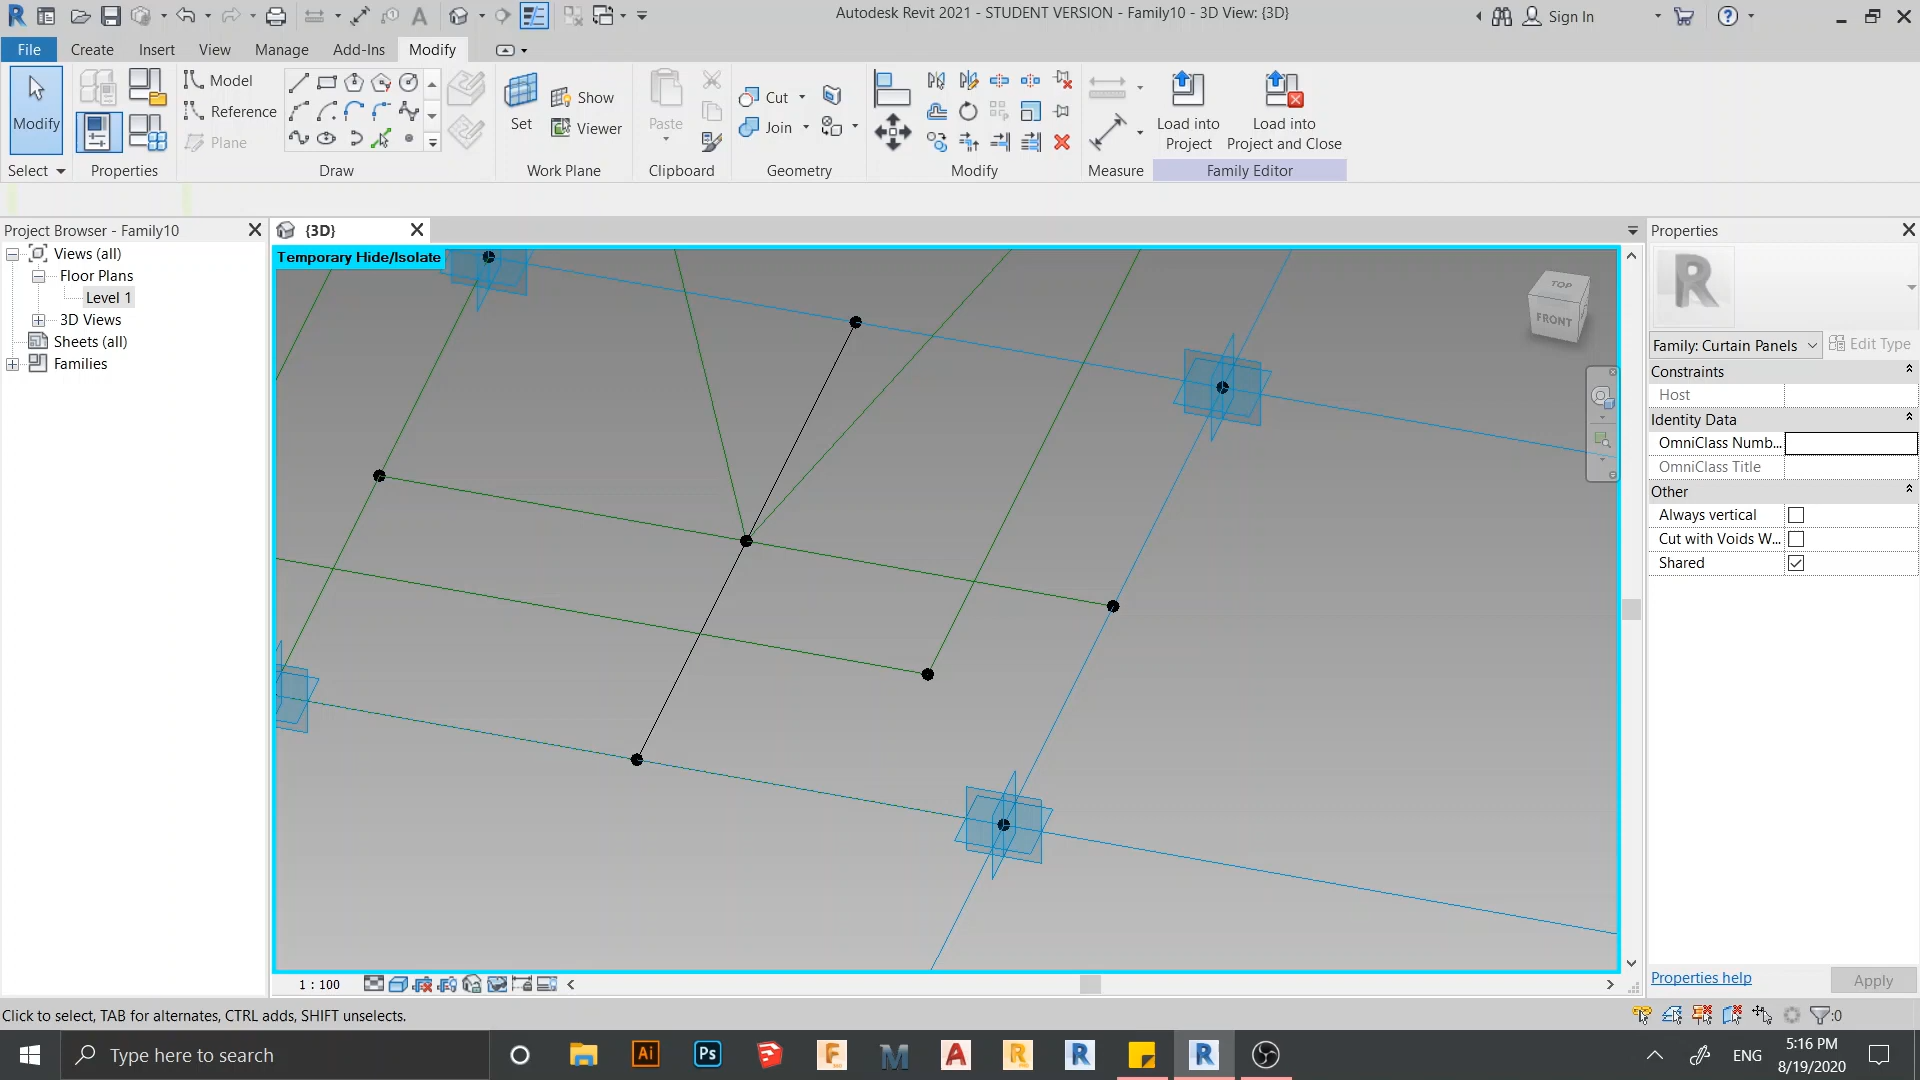 Autodesk Revit 2021 - STUDENT VERSION - Family10 - 3D View: {3D}
Sign In
File
Create
Insert
View
Manage
Add-Ins
Modify
Modify
Select
Properties
Model
Reference
Plane
Draw
Set
Show
Viewer
Work Plane
Paste
Clipboard
Cut
Join
Geometry
Modify
Measure
Load into
Project
Load into
Project and Close
Family Editor
Project Browser - Family10
Views (all)
Floor Plans
Level 1
3D Views
Sheets (all)
Families
{3D}
Temporary Hide/Isolate
TOP
FRONT
Properties
Family: Curtain Panels
Edit Type
Constraints
Host
Identity Data
OmniClass Numb...
OmniClass Title
Other
Always vertical
Cut with Voids W...
Shared
Properties help
Apply
1 : 100
Click to select, TAB for alternates, CTRL adds, SHIFT unselects.
:0
Type here to search
ENG
5:16 PM
8/19/2020